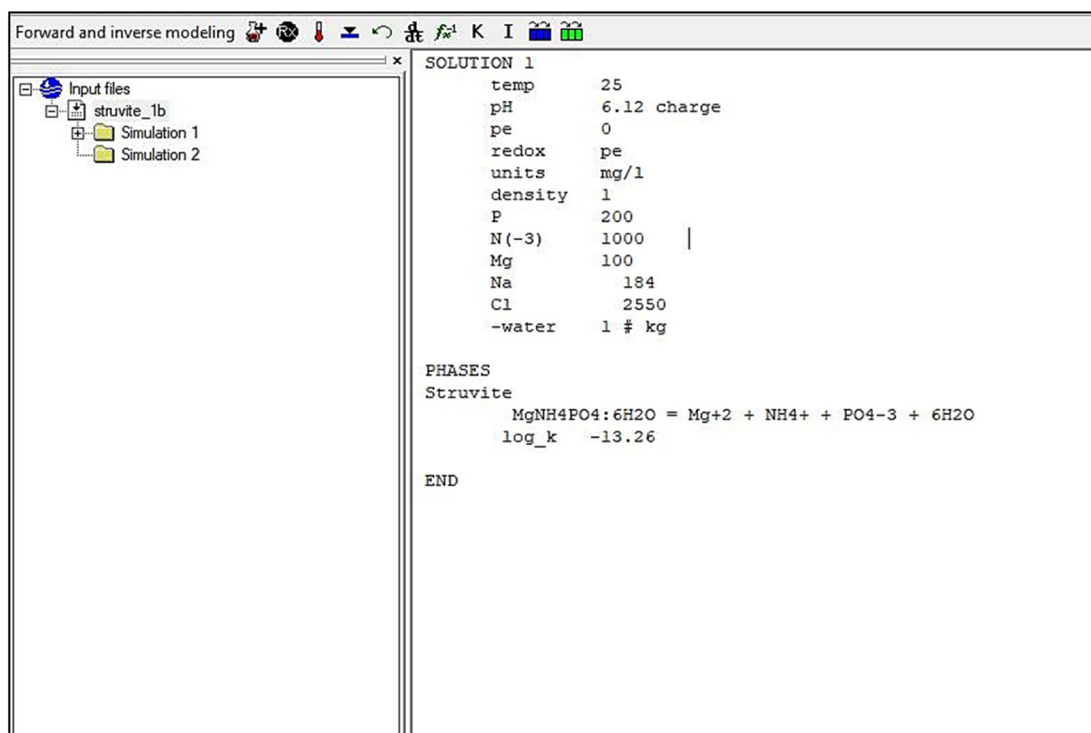 Forward and inverse modeling RX K I
Input files
struvite_1b
Simulation 1
Simulation 2
SOLUTION 1
temp 25
pH 6.12 charge
pe 0
redox pe
units mg/l
density 1
P 200
N(-3) 1000
Mg 100
Na 184
Cl 2550
-water 1 # kg
PHASES
Struvite
MgNH4PO4:6H2O = Mg+2 + NH4+ + PO4-3 + 6H2O
log_k -13.26
END